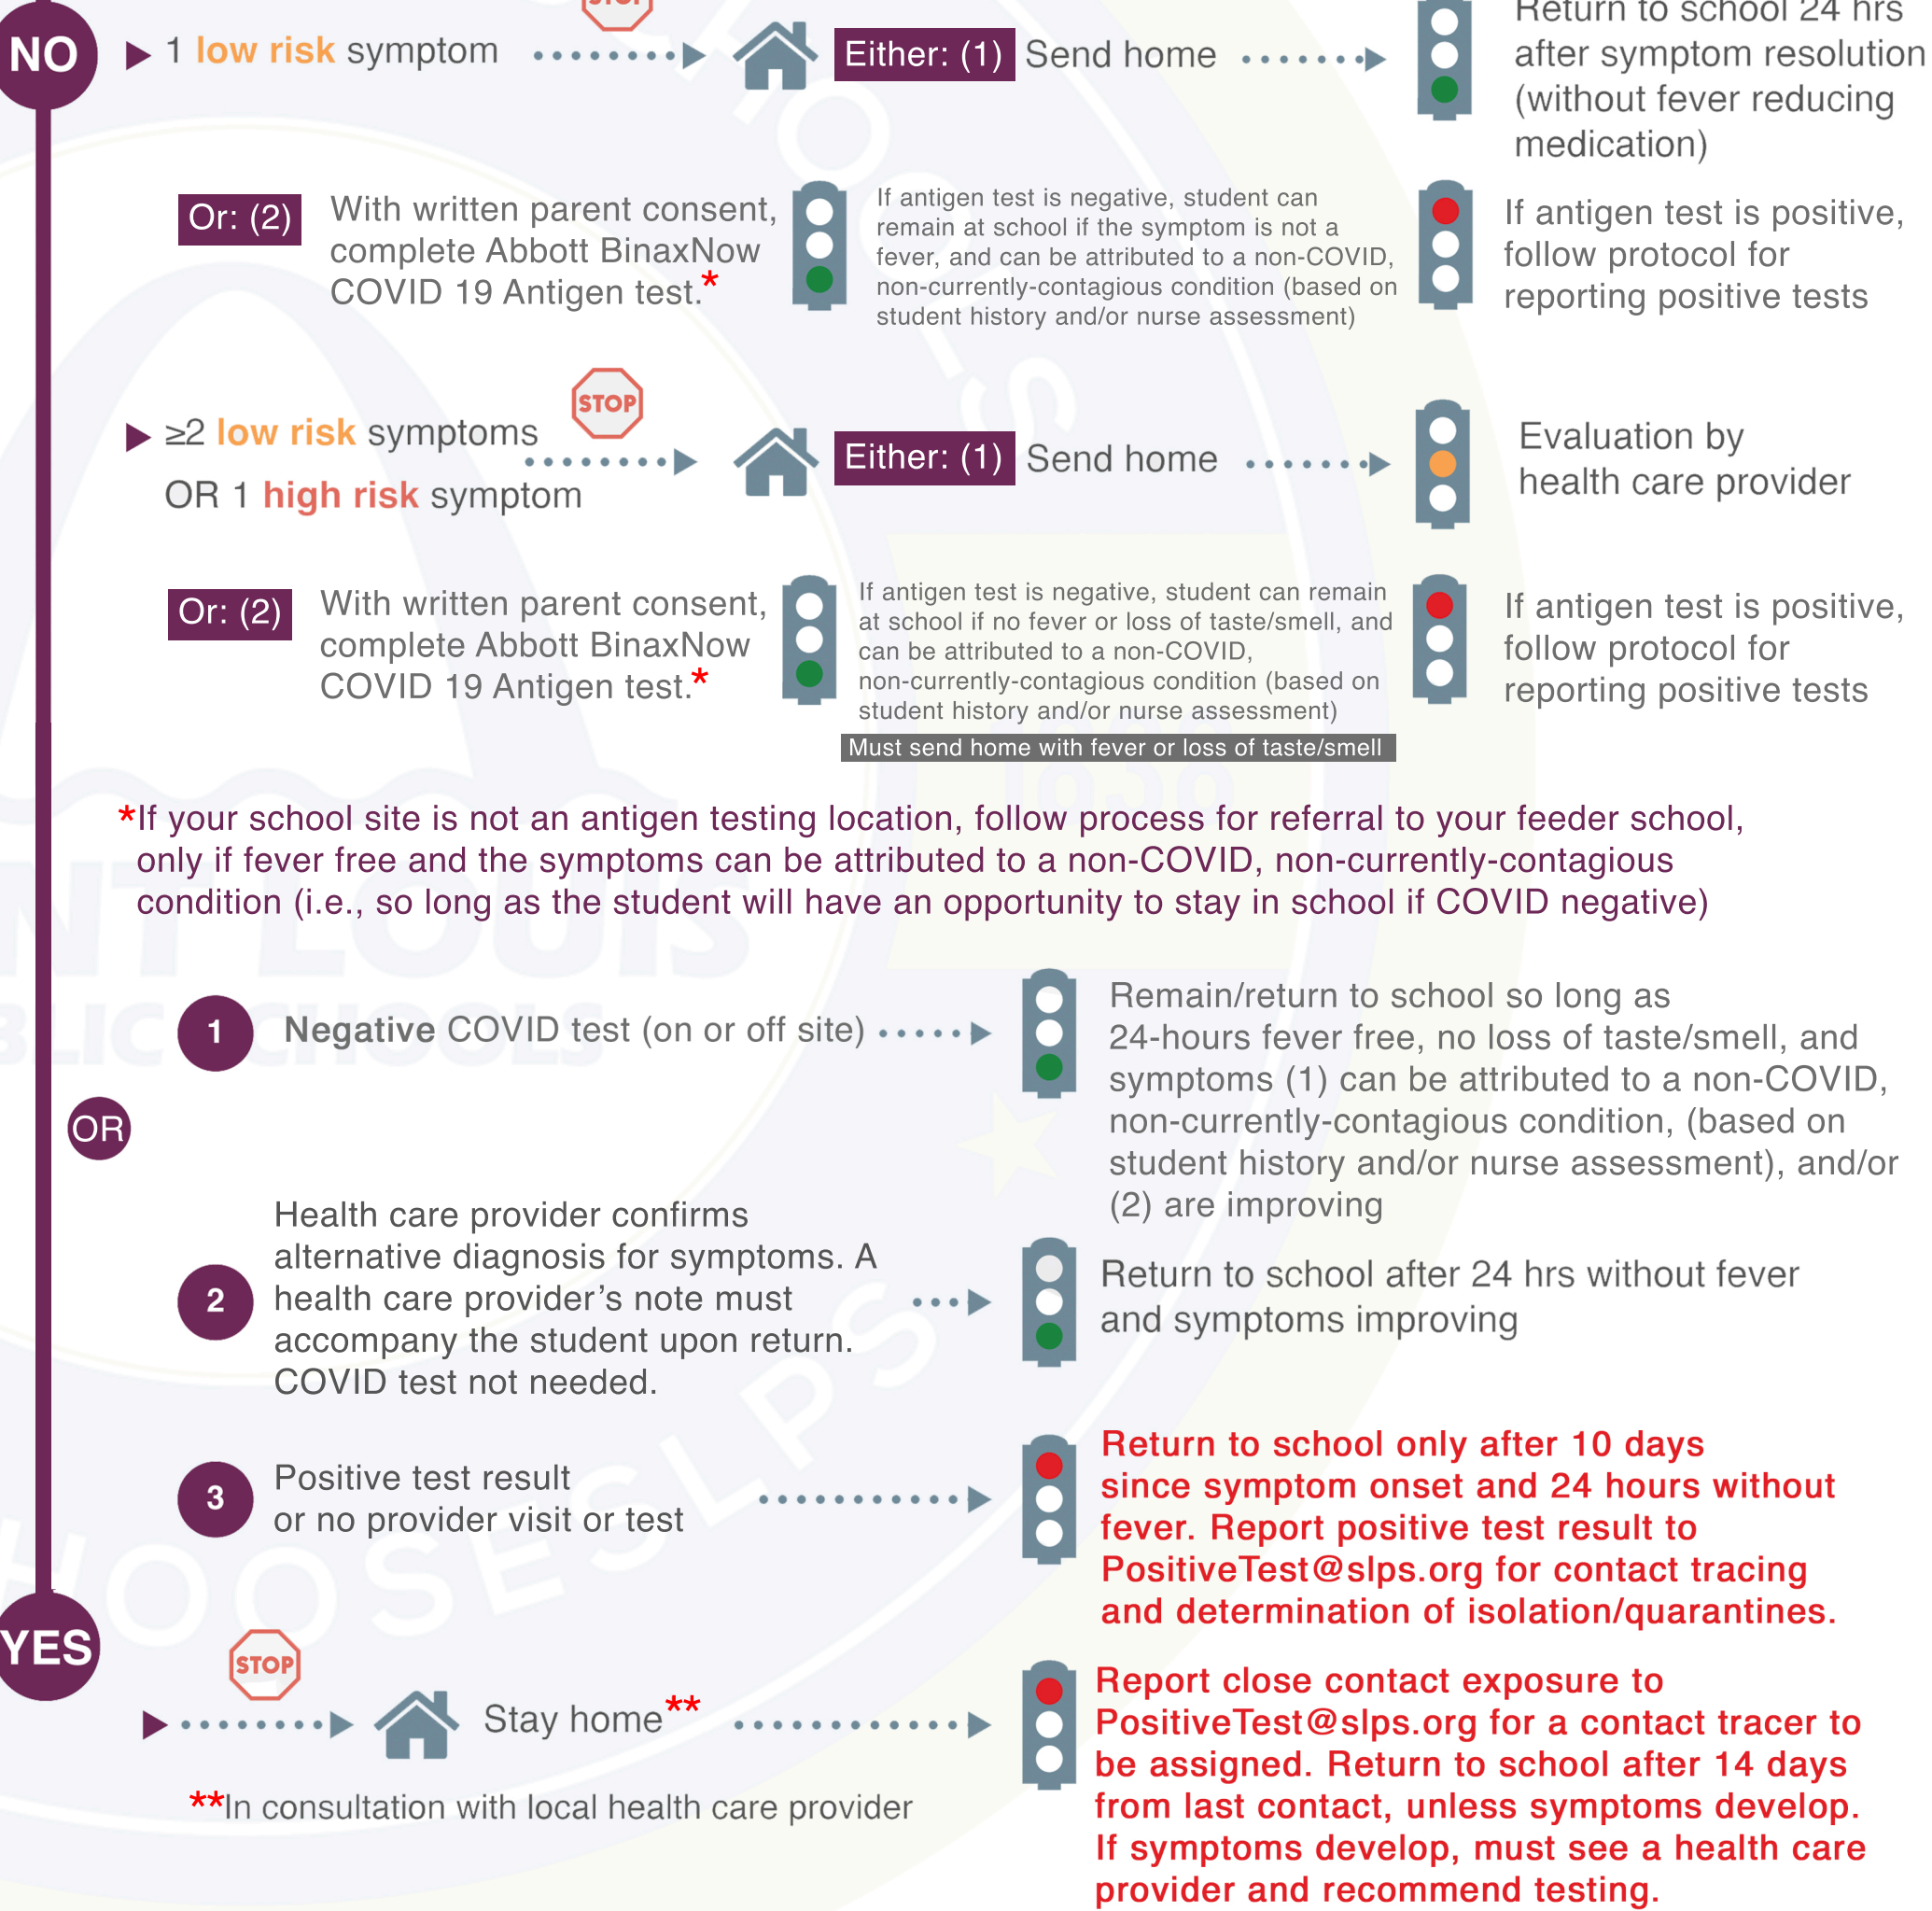 STOP
Return to school 24 hrs
NO
1 low risk symptom
Either: (1) Send home
after symptom resolution
(without fever reducing
medication)
Or: (2)
With written parent consent,
complete Abbott BinaxNow
COVID 19 Antigen test.*
If antigen test is negative, student can
remain at school if the symptom is not a
fever, and can be attributed to a non-COVID,
non-currently-contagious condition (based on
student history and/or nurse assessment)
If antigen test is positive,
follow protocol for
reporting positive tests
STOP
≥2 low risk symptoms
OR 1 high risk symptom
Either: (1) Send home
Evaluation by
health care provider
Or: (2)
With written parent consent,
complete Abbott BinaxNow
COVID 19 Antigen test.*
If antigen test is negative, student can remain
at school if no fever or loss of taste/smell, and
can be attributed to a non-COVID,
non-currently-contagious condition (based on
student history and/or nurse assessment)
Must send home with fever or loss of taste/smell
If antigen test is positive,
follow protocol for
reporting positive tests
*If your school site is not an antigen testing location, follow process for referral to your feeder school,
only if fever free and the symptoms can be attributed to a non-COVID, non-currently-contagious
condition (i.e., so long as the student will have an opportunity to stay in school if COVID negative)
1
Negative COVID test (on or off site)
Remain/return to school so long as
24-hours fever free, no loss of taste/smell, and
symptoms (1) can be attributed to a non-COVID,
non-currently-contagious condition, (based on
student history and/or nurse assessment), and/or
(2) are improving
OR
2
Health care provider confirms
alternative diagnosis for symptoms. A
health care provider’s note must
accompany the student upon return.
COVID test not needed.
Return to school after 24 hrs without fever
and symptoms improving
3
Positive test result
or no provider visit or test
Return to school only after 10 days
since symptom onset and 24 hours without
fever. Report positive test result to
PositiveTest@slps.org for contact tracing
and determination of isolation/quarantines.
YES
STOP
Stay home**
Report close contact exposure to
PositiveTest@slps.org for a contact tracer to
be assigned. Return to school after 14 days
from last contact, unless symptoms develop.
If symptoms develop, must see a health care
provider and recommend testing.
**In consultation with local health care provider